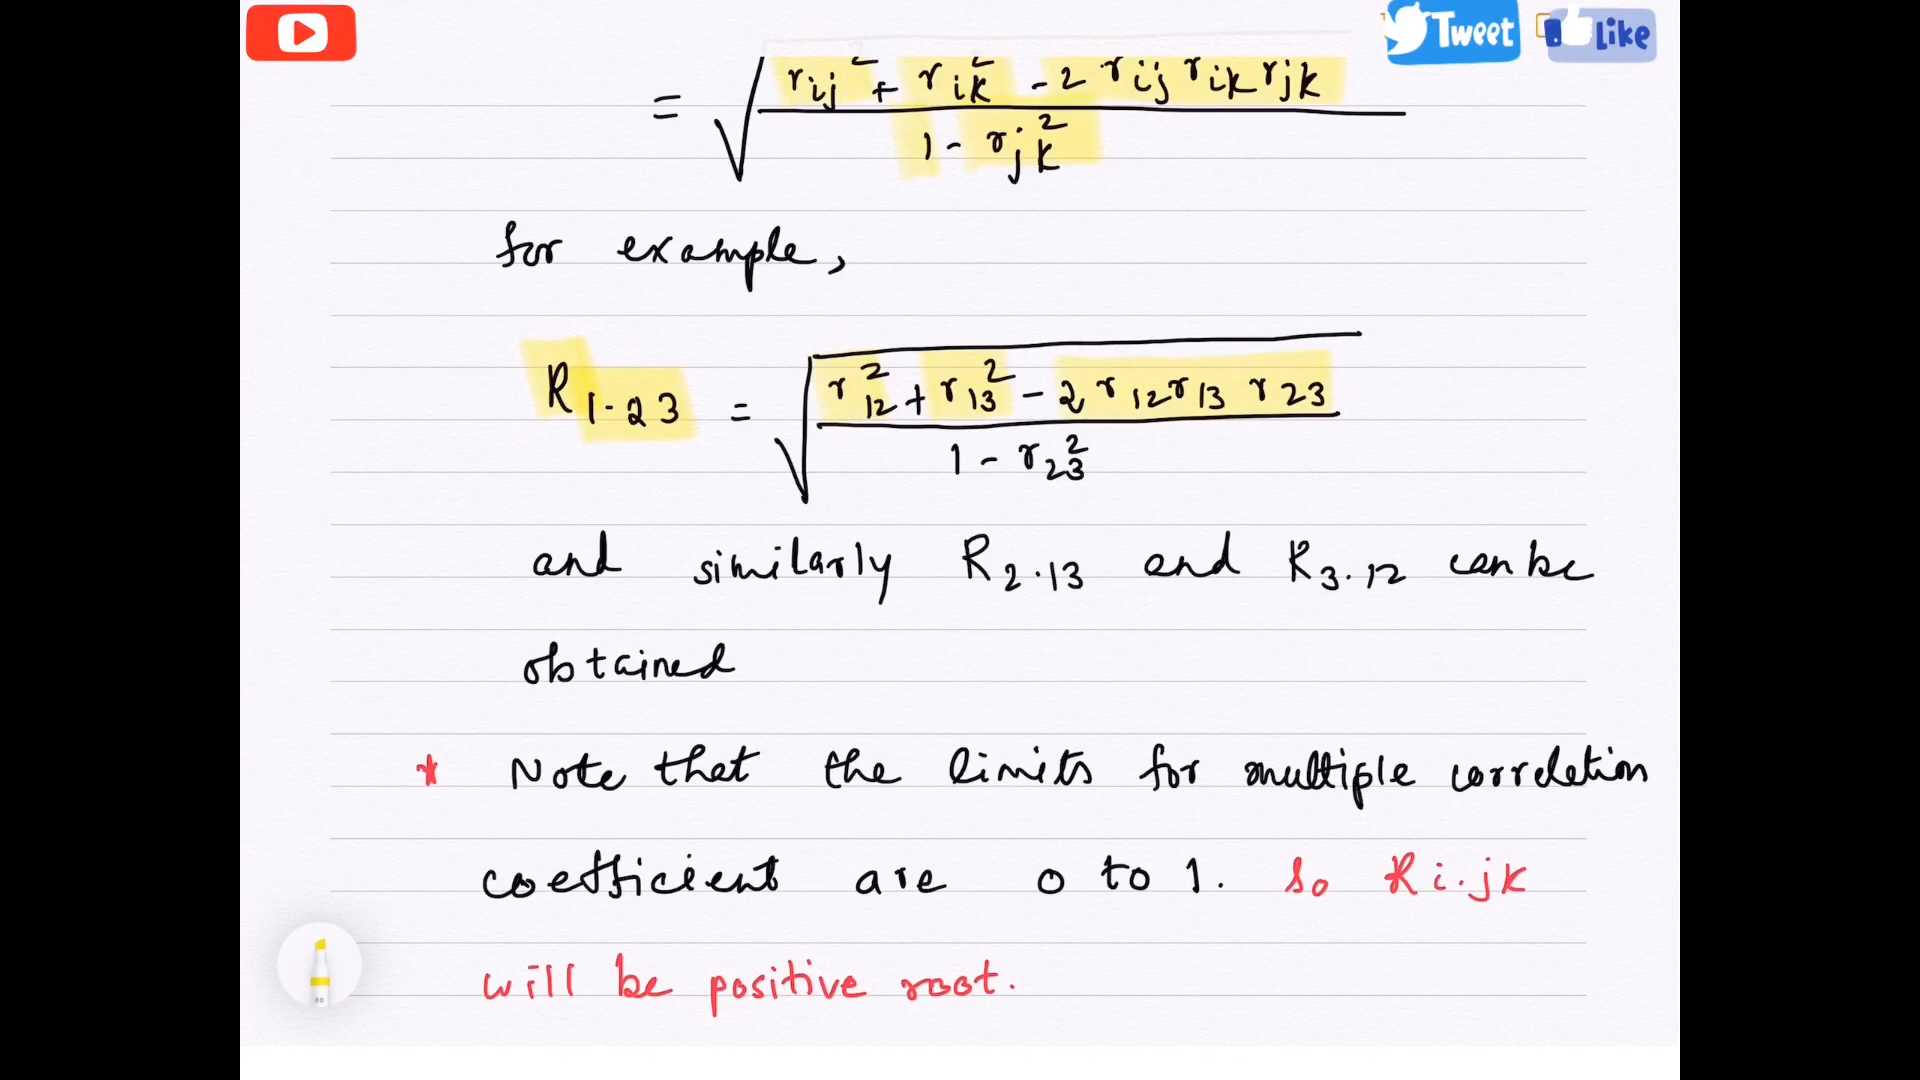 Tweet Like
= √((r_ij² + r_ik² - 2 r_ij r_ik r_jk) / (1 - r_jk²))
for example,
R_1.23 = √((r_12² + r_13² - 2 r_12 r_13 r_23) / (1 - r_23²))
and similarly R_2.13 and R_3.12 can be
obtained
* Note that the limits for multiple correlation
coefficient are 0 to 1. So R_i.jk
will be positive root.
80